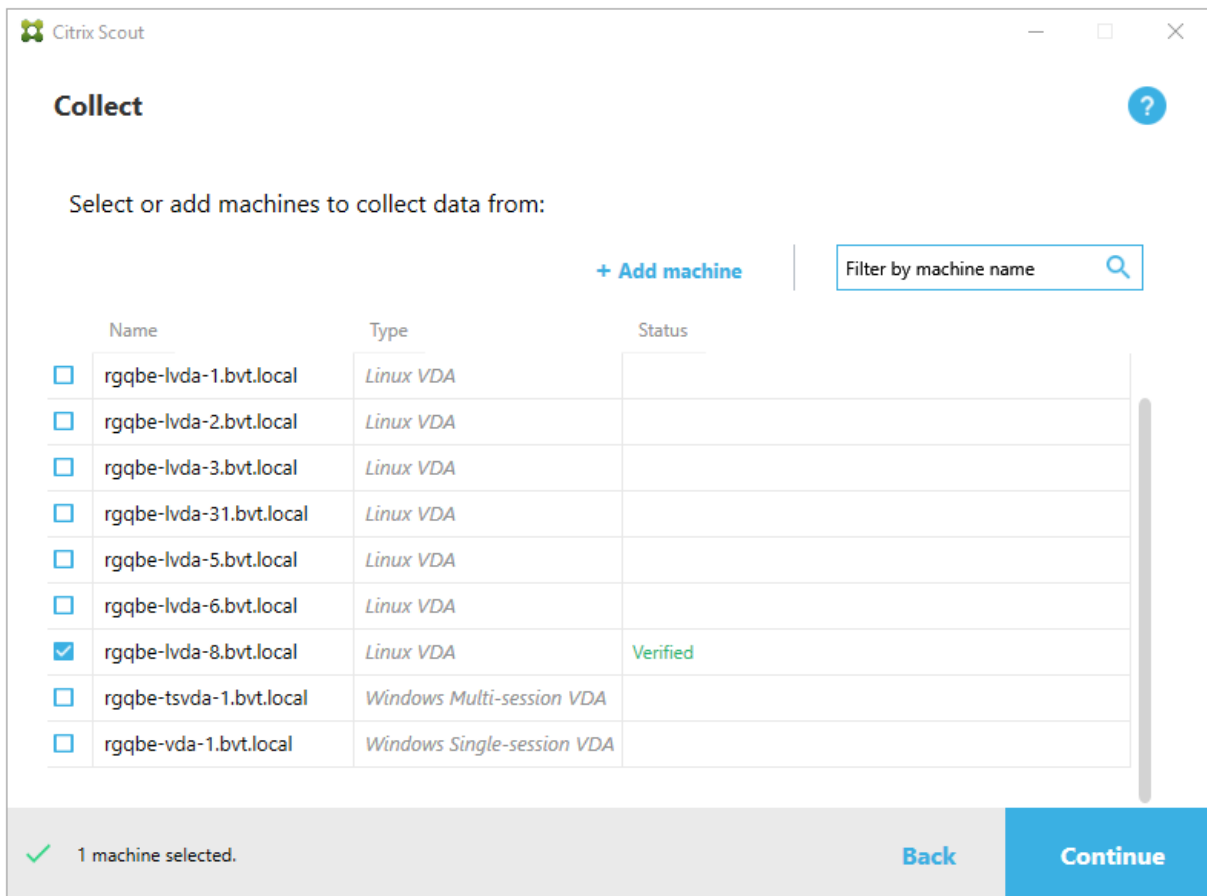 Citrix Scout
Collect
?
Select or add machines to collect data from:
+ Add machine
Filter by machine name
Name Type Status
rgqbe-lvda-1.bvt.local Linux VDA
rgqbe-lvda-2.bvt.local Linux VDA
rgqbe-lvda-3.bvt.local Linux VDA
rgqbe-lvda-31.bvt.local Linux VDA
rgqbe-lvda-5.bvt.local Linux VDA
rgqbe-lvda-6.bvt.local Linux VDA
rgqbe-lvda-8.bvt.local Linux VDA Verified
rgqbe-tsvda-1.bvt.local Windows Multi-session VDA
rgqbe-vda-1.bvt.local Windows Single-session VDA
1 machine selected.
Back
Continue